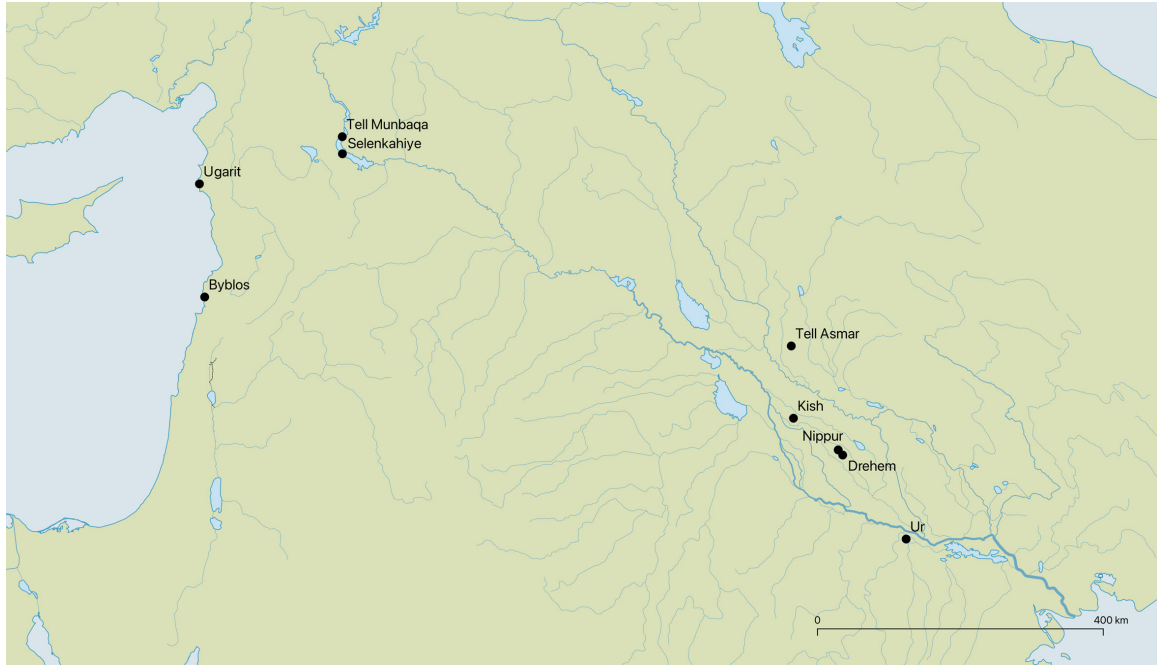 Tell Munbaqa
Selenkahiye
Ugarit
Byblos
Tell Asmar
Kish
Nippur
Drehem
Ur
0
400 km